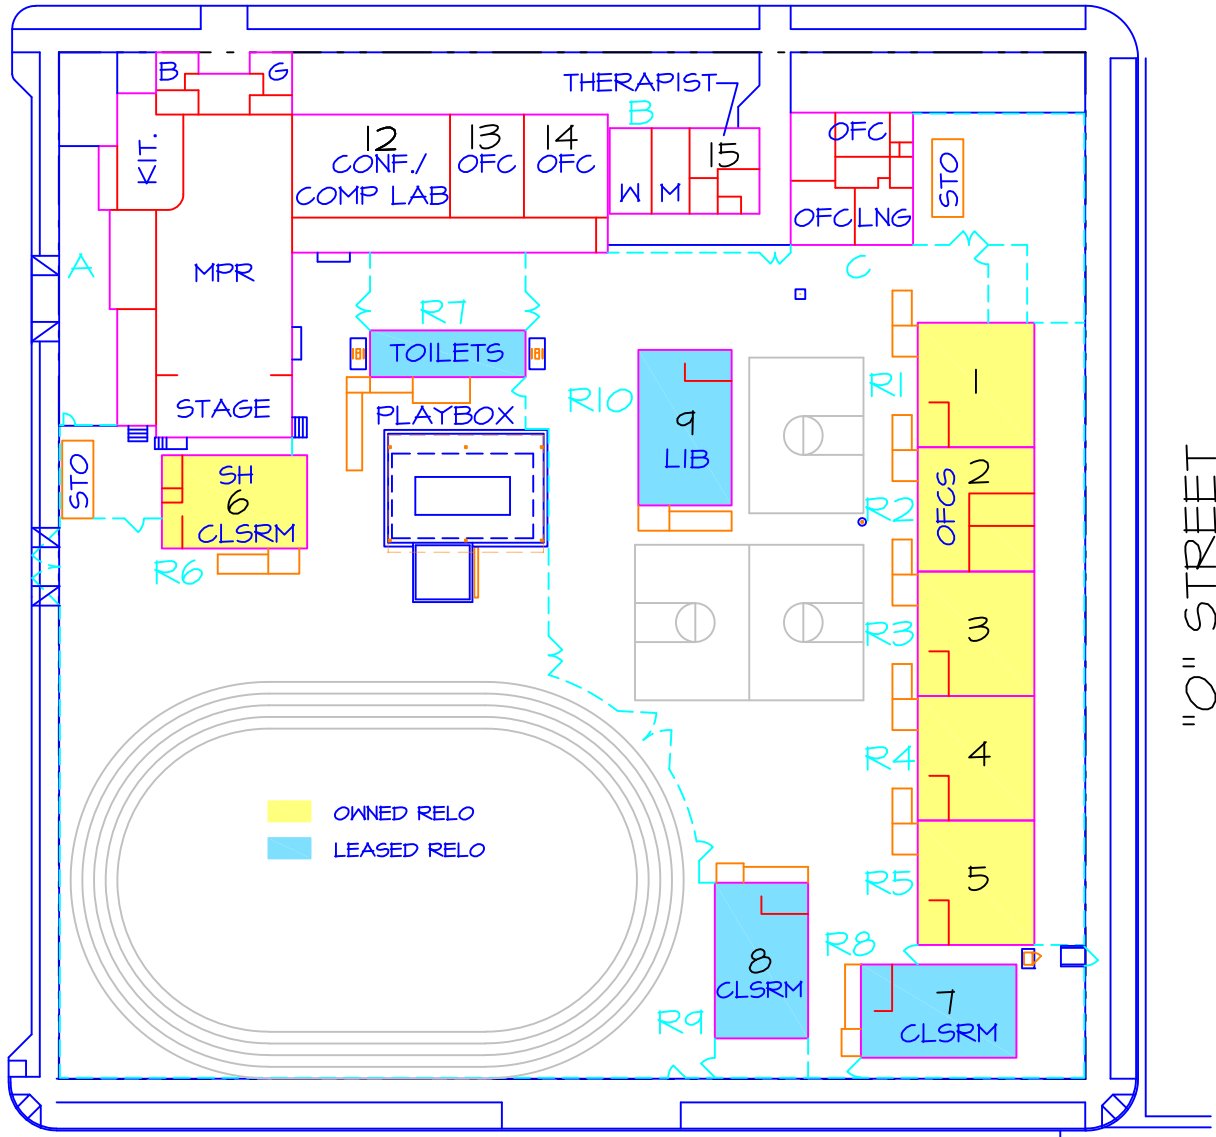 B
G
THERAPIST
B
12
CONF./
COMP LAB
13
OFC
14
OFC
15
W
M
OFC
OFC
LNG
STO
KIT.
A
MPR
C
R7
TOILETS
STAGE
PLAYBOX
R10
9
LIB
R1
1
R2
OFCS
2
STO
SH
6
CLSRM
R6
R3
3
R4
4
R5
5
"O" STREET
OWNED RELO
LEASED RELO
8
CLSRM
R9
R8
7
CLSRM